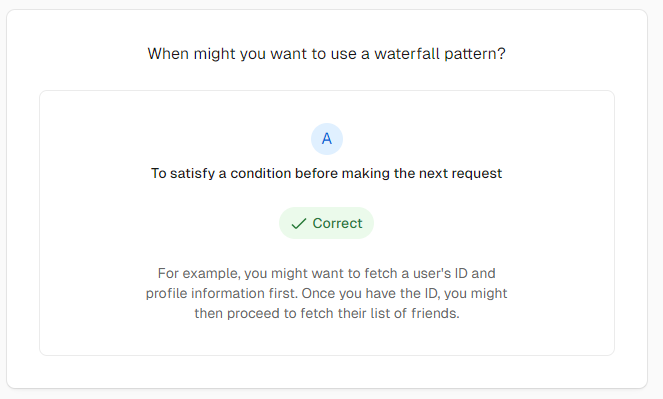 When might you want to use a waterfall pattern?
A
To satisfy a condition before making the next request
Correct
For example, you might want to fetch a user's ID and
profile information first. Once you have the ID, you might
then proceed to fetch their list of friends.